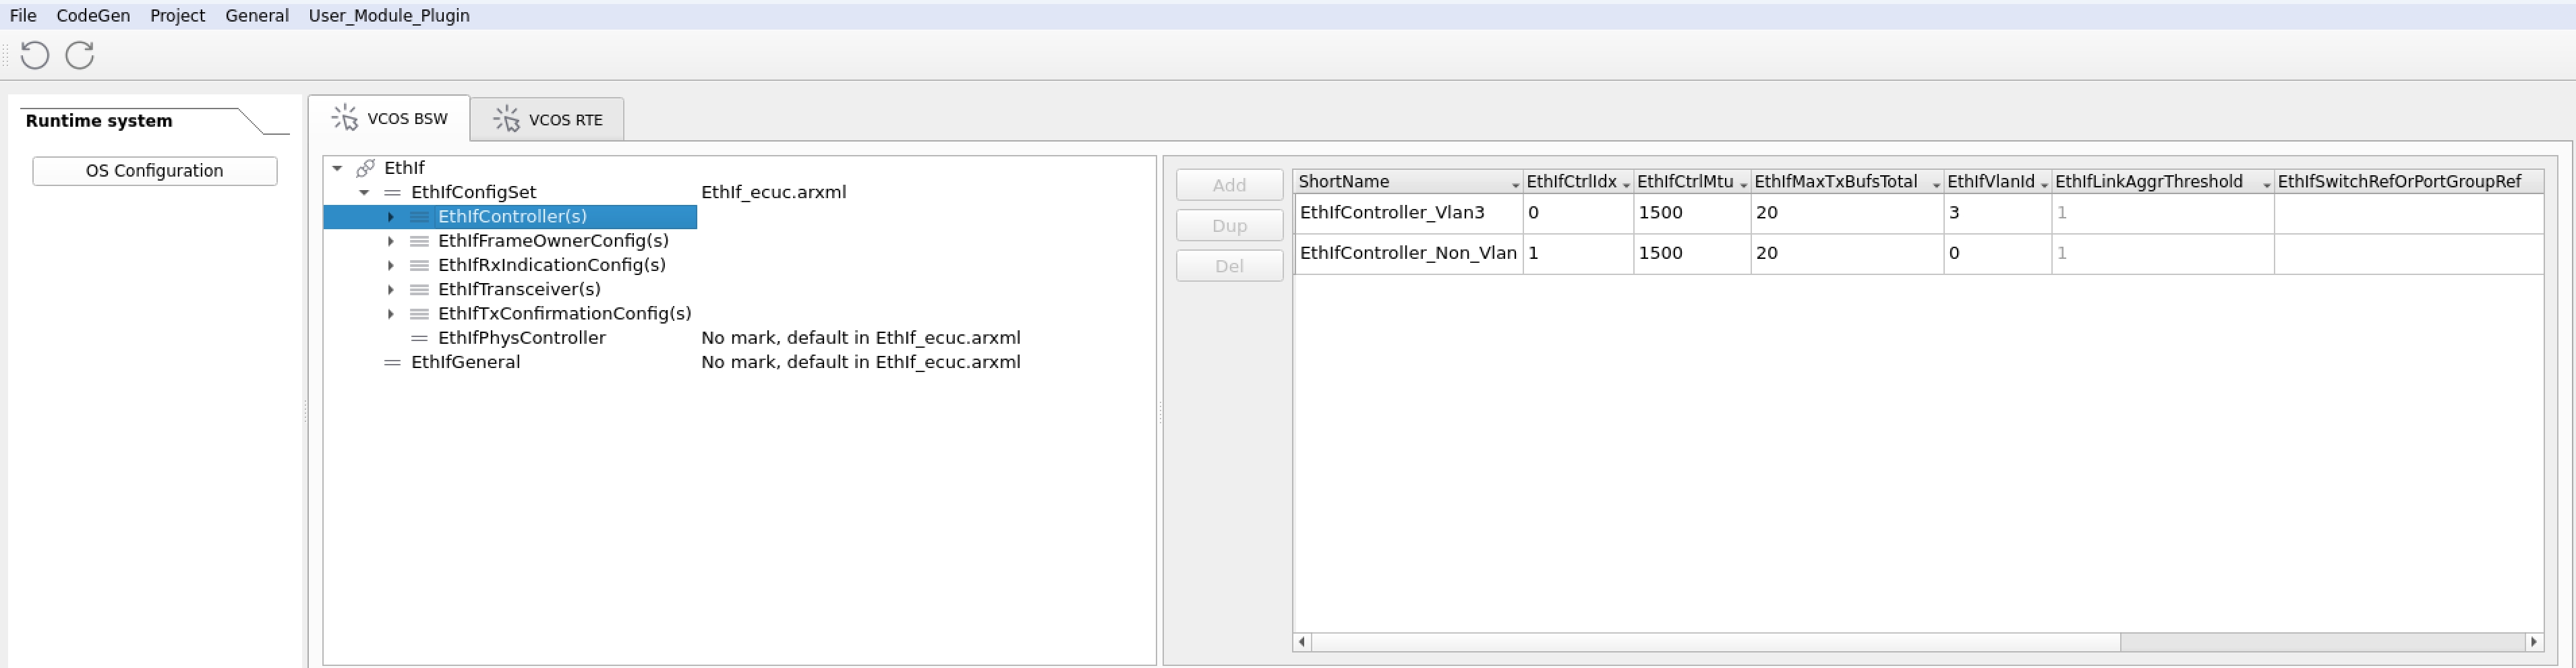 File CodeGen Project General User_Module_Plugin
Runtime system
OS Configuration
VCOS BSW VCOS RTE
EthIf
EthIfConfigSet EthIf_ecuc.arxml
EthIfController(s)
EthIfFrameOwnerConfig(s)
EthIfRxIndicationConfig(s)
EthIfTransceiver(s)
EthIfTxConfirmationConfig(s)
EthIfPhysController No mark, default in EthIf_ecuc.arxml
EthIfGeneral No mark, default in EthIf_ecuc.arxml
Add
Dup
Del
ShortName EthIfCtrlIdx EthIfCtrlMtu EthIfMaxTxBufsTotal EthIfVlanId EthIfLinkAggrThreshold EthIfSwitchRefOrPortGroupRef
EthIfController_Vlan3 0 1500 20 3 1
EthIfController_Non_Vlan 1 1500 20 0 1